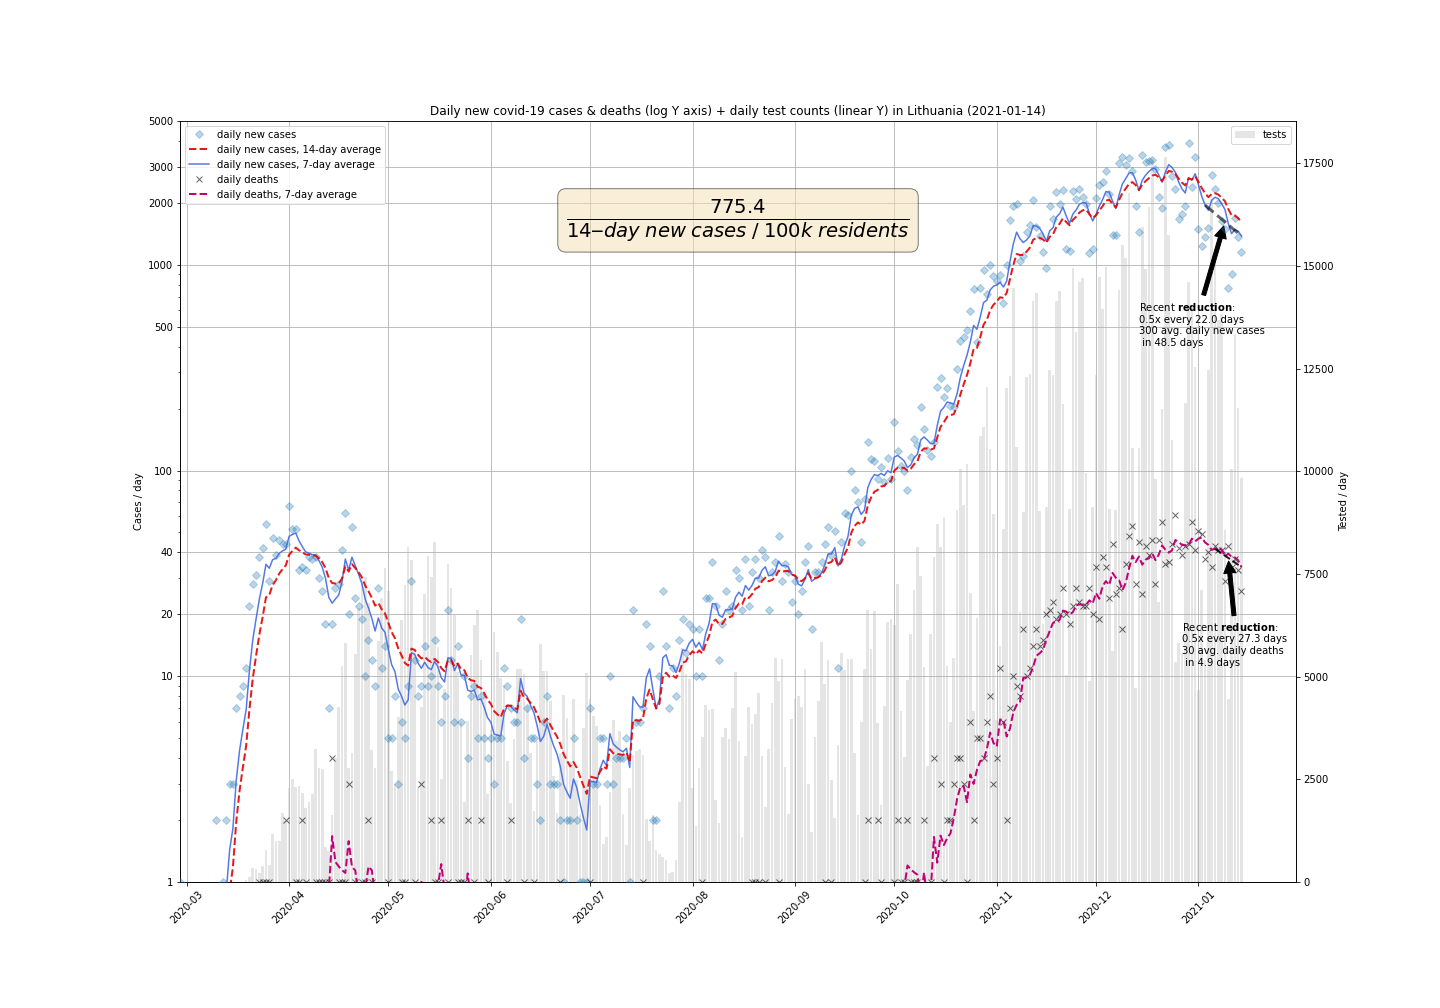 Daily new covid-19 cases & deaths (log Y axis) + daily test counts (linear Y) in Lithuania (2021-01-14)
daily new cases
daily new cases, 14-day average
daily new cases, 7-day average
daily deaths
daily deaths, 7-day average
tests
775.4
14–day new cases / 100k residents
Recent reduction:
0.5x every 22.0 days
300 avg. daily new cases
in 48.5 days
Recent reduction:
0.5x every 27.3 days
30 avg. daily deaths
in 4.9 days
Cases / day
5000
3000
2000
1000
500
100
40
20
10
1
Tested / day
17500
15000
12500
10000
7500
5000
2500
0
2020-03
2020-04
2020-05
2020-06
2020-07
2020-08
2020-09
2020-10
2020-11
2020-12
2021-01